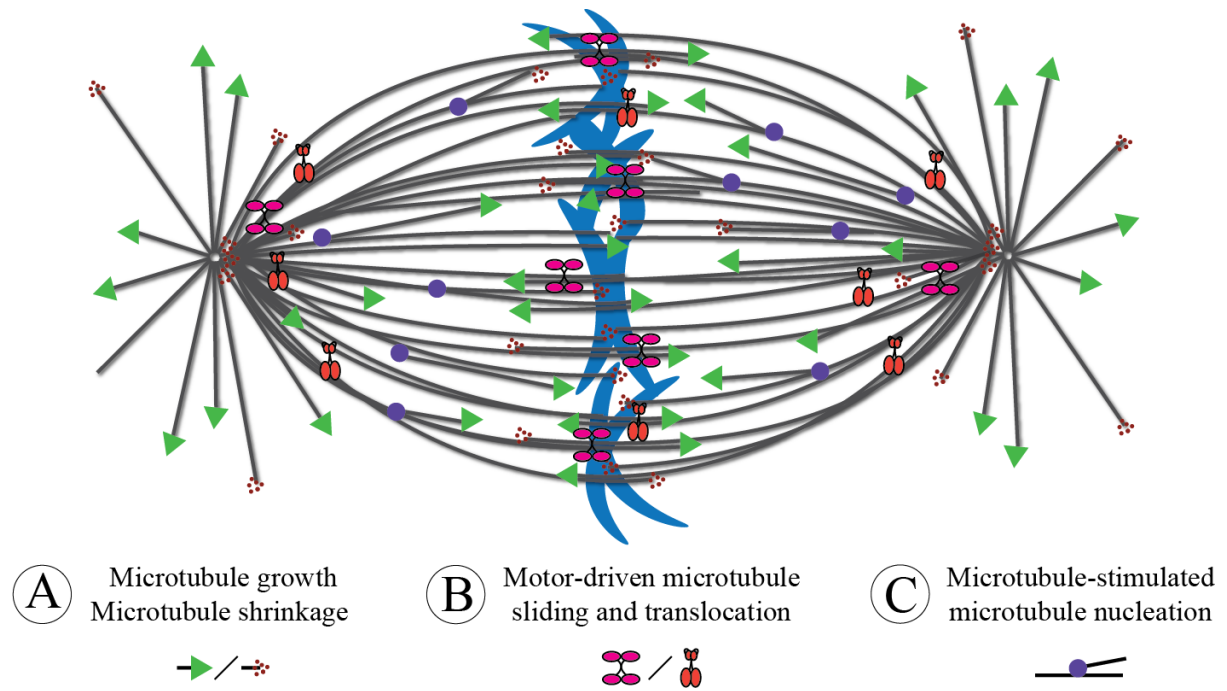 A
Microtubule growth
Microtubule shrinkage
B
Motor-driven microtubule
sliding and translocation
C
Microtubule-stimulated
microtubule nucleation